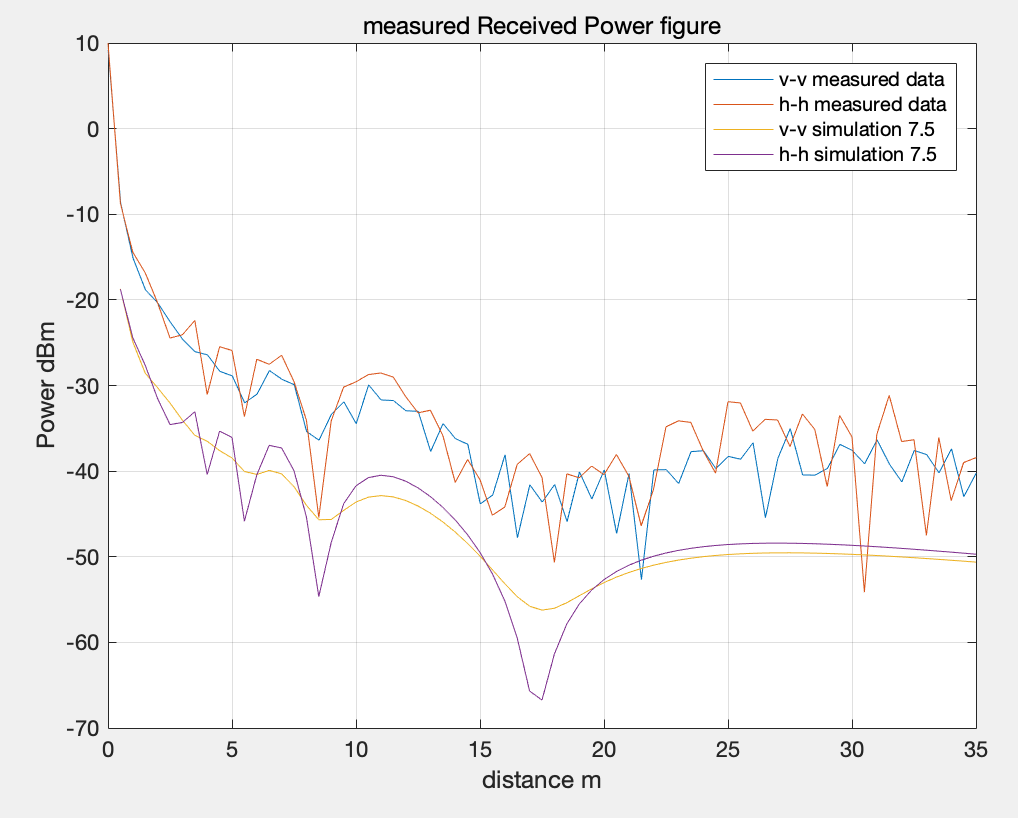 measured Received Power figure
10
0
-10
-20
-30
-40
-50
-60
-70
Power dBm
v-v measured data
h-h measured data
v-v simulation 7.5
h-h simulation 7.5
0 5 10 15 20 25 30 35
distance m